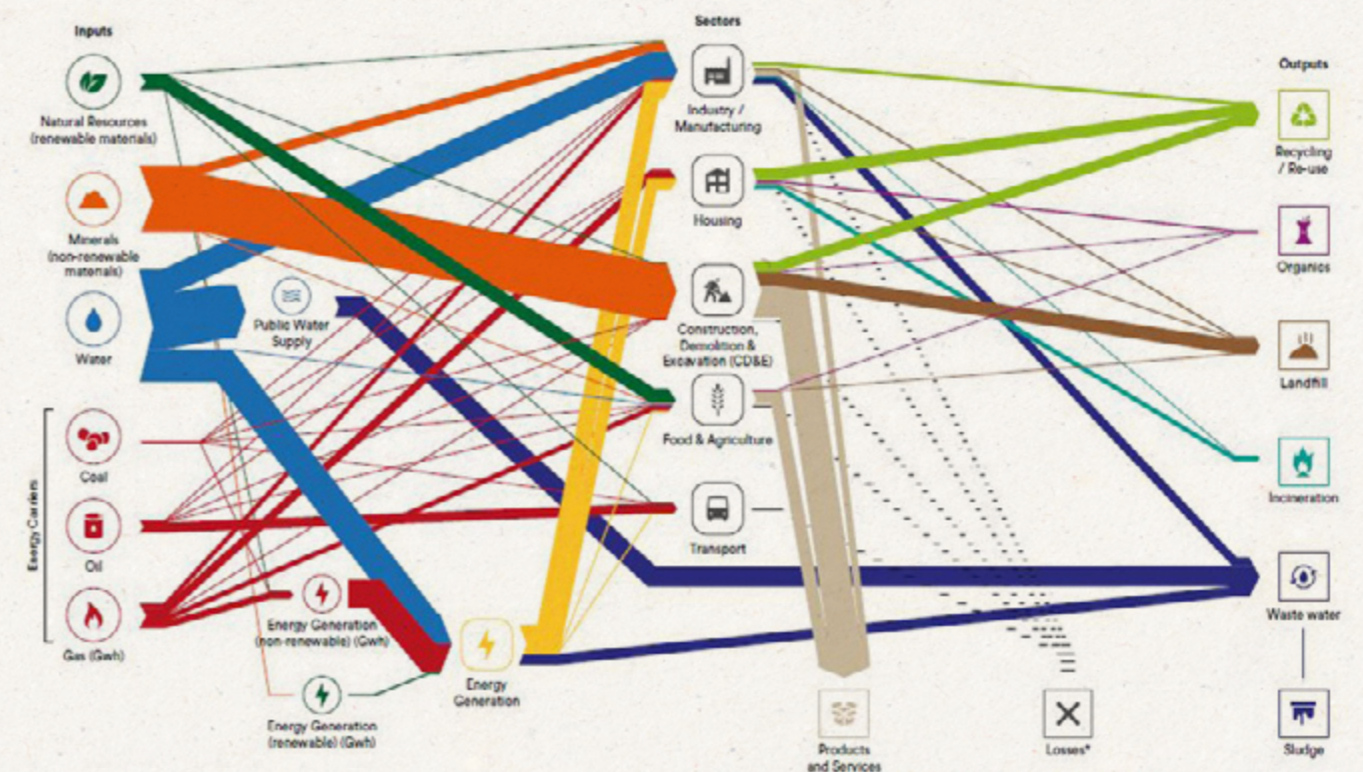 Inputs
Natural Resources
(renewable materials)
Minerals
(non-renewable
materials)
Water
Public Water
Supply
Energy Carriers
Coal
Oil
Gas (Gwh)
Energy Generation
(non-renewable) (Gwh)
Energy Generation
(renewable) (Gwh)
Energy
Generation
Sectors
Industry /
Manufacturing
Housing
Construction,
Demolition &
Excavation (CD&E)
Food & Agriculture
Transport
Products
and Services
Losses*
Outputs
Recycling
/ Re-use
Organics
Landfill
Incineration
Waste water
Sludge